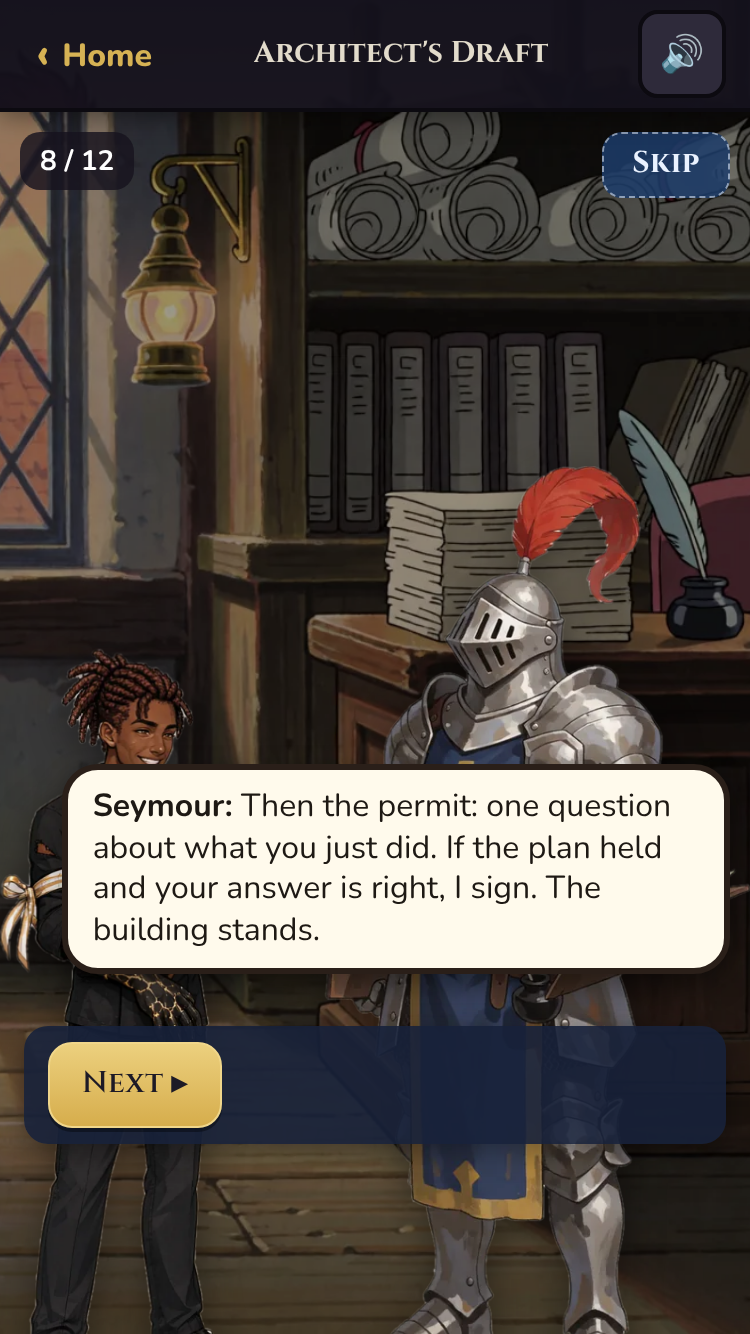 ‹ Home
Architect's Draft
8 / 12
Skip
Seymour: Then the permit: one question
about what you just did. If the plan held
and your answer is right, I sign. The
building stands.
Next ▸